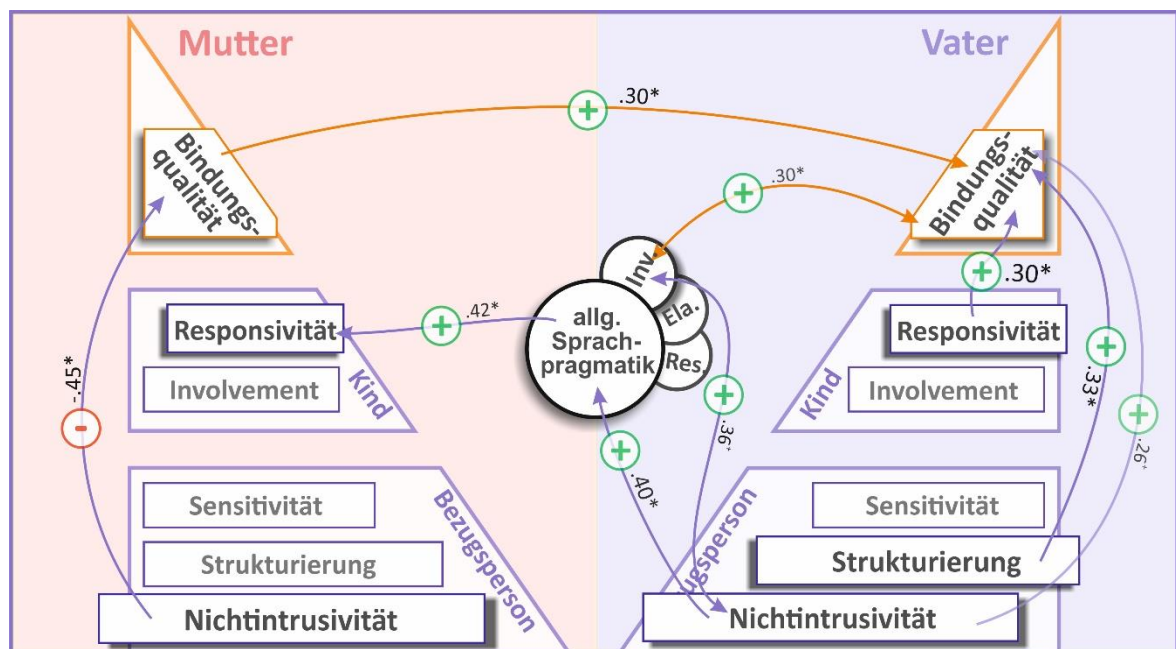 Mutter
Vater
.30*
Bindungs-
qualität
Bindungs-
qualität
.30*
Inv.
Ela.
Res.
allg.
Sprach-
pragmatik
.42*
.30*
Responsivität
Involvement
Kind
Responsivität
Involvement
Kind
-.45*
.33*
.26⁺
.36⁺
.40*
Sensitivität
Strukturierung
Nichtintrusivität
Bezugsperson
Sensitivität
Strukturierung
Nichtintrusivität
ugsperson
+
+
+
+
+
+
+
+
-